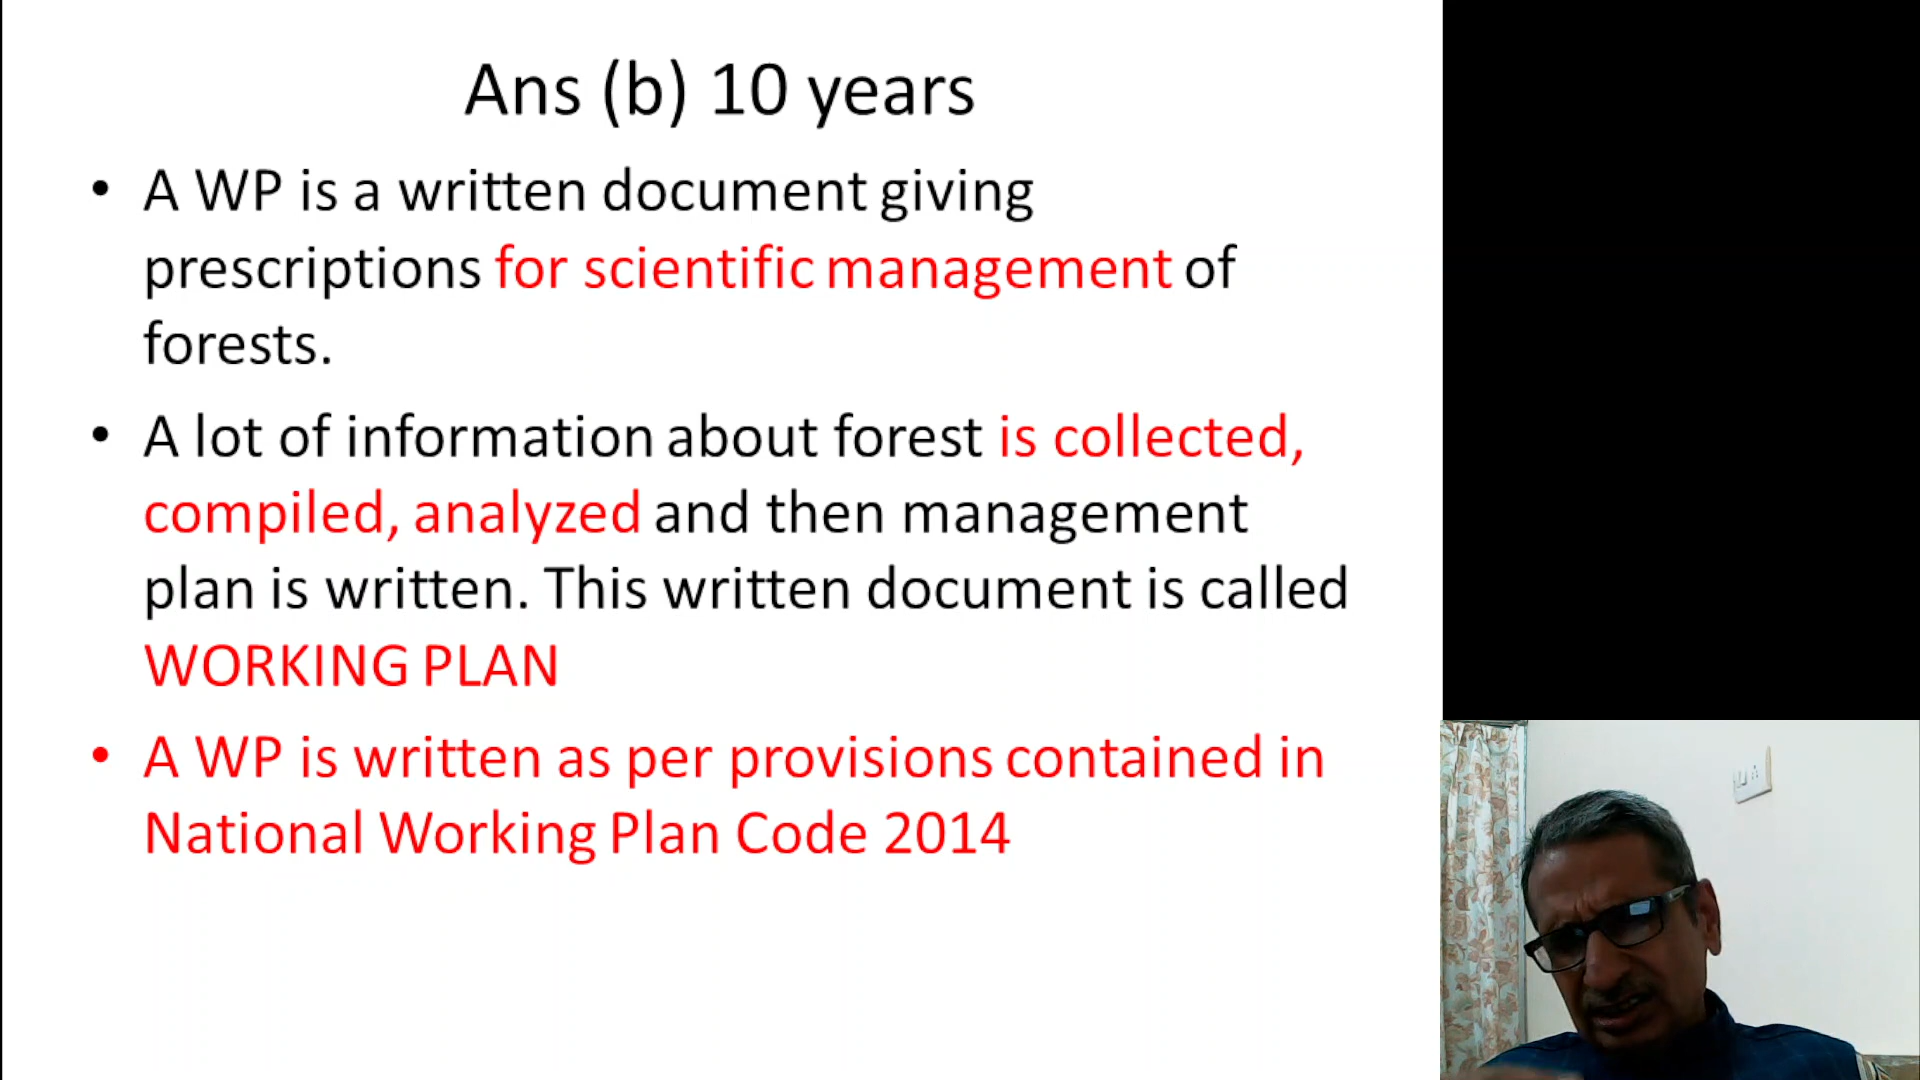 Ans (b) 10 years
• A WP is a written document giving
prescriptions for scientific management of
forests.
• A lot of information about forest is collected,
compiled, analyzed and then management
plan is written. This written document is called
WORKING PLAN
• A WP is written as per provisions contained in
National Working Plan Code 2014